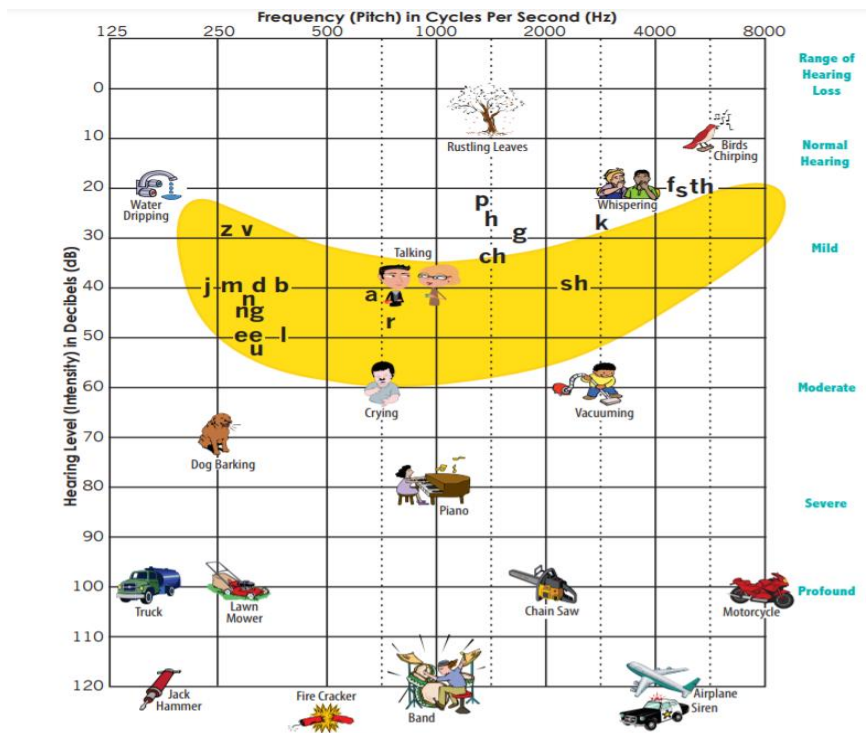 Frequency (Pitch) in Cycles Per Second (Hz)
125 250 500 1000 2000 4000 8000
Range of
Hearing
Loss
Hearing Level (Intensity) in Decibels (dB)
0
Rustling Leaves
10
Birds
Chirping
Normal
Hearing
20
Water
Dripping
Whispering
f s th
p
h
k
z v
g
30
Talking
ch
Mild
40
j m d b
n
ng
a
sh
r
50
ee l
u
60
Crying
Vacuuming
Moderate
70
Dog Barking
80
Piano
Severe
90
100
Truck
Lawn
Mower
Chain Saw
Motorcycle
Profound
110
120
Jack
Hammer
Fire Cracker
Band
Airplane
Siren